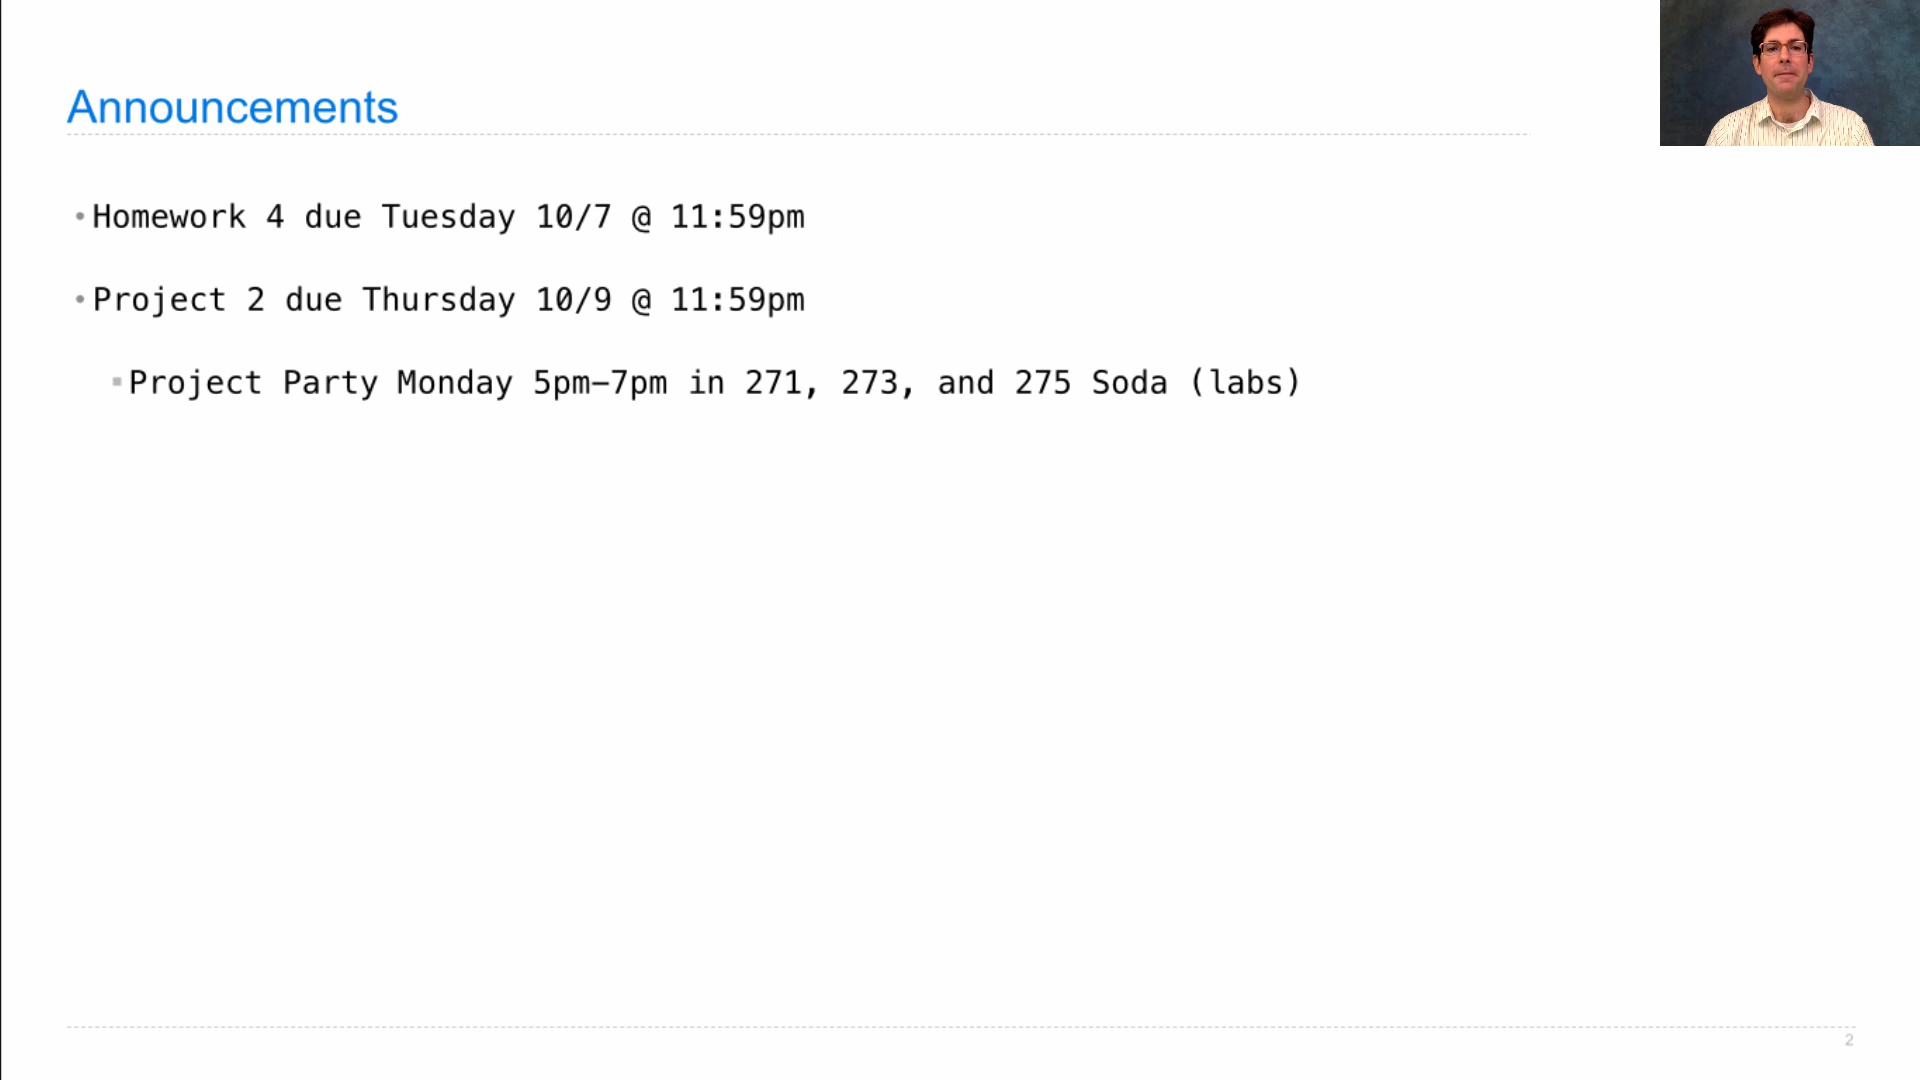 Announcements
•Homework 4 due Tuesday 10/7 @ 11:59pm
•Project 2 due Thursday 10/9 @ 11:59pm
▪Project Party Monday 5pm–7pm in 271, 273, and 275 Soda (labs)
2